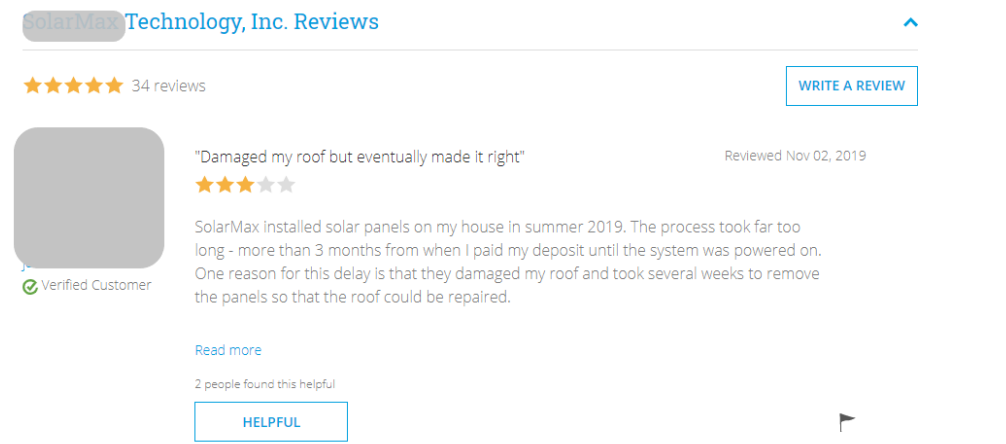 SolarMax Technology, Inc. Reviews
34 reviews
WRITE A REVIEW
"Damaged my roof but eventually made it right"
Reviewed Nov 02, 2019
SolarMax installed solar panels on my house in summer 2019. The process took far too
long - more than 3 months from when I paid my deposit until the system was powered on.
One reason for this delay is that they damaged my roof and took several weeks to remove
the panels so that the roof could be repaired.
Verified Customer
Read more
2 people found this helpful
HELPFUL